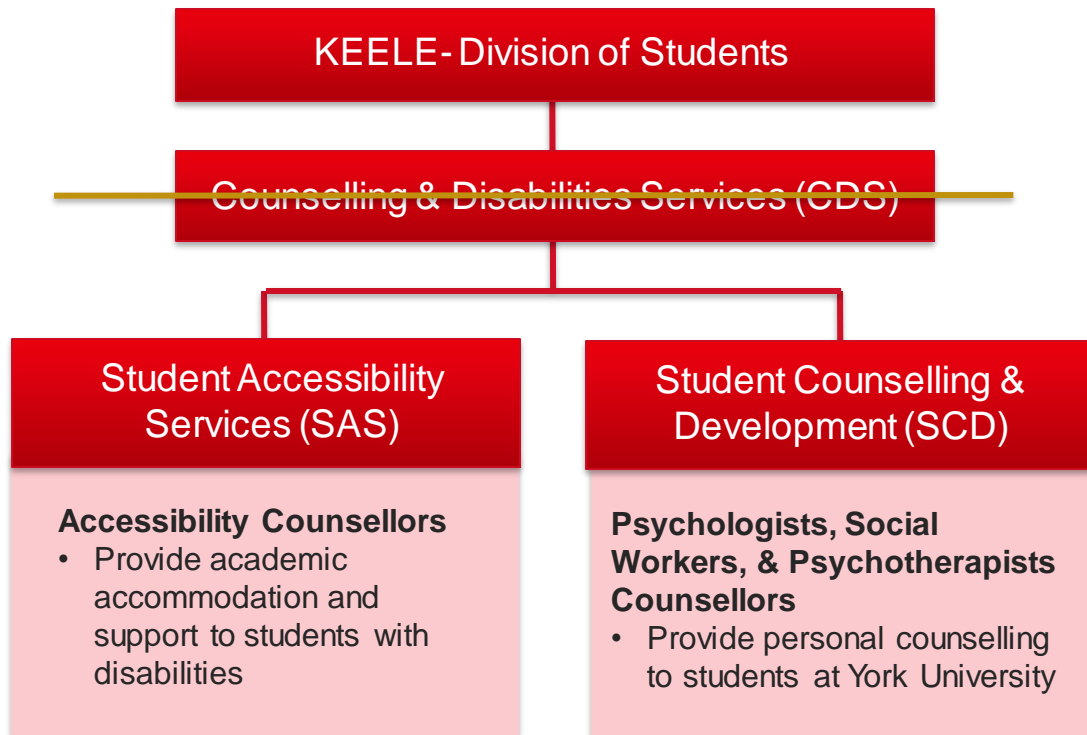 KEELE- Division of Students
Counselling & Disabilities Services (CDS)
Student Accessibility
Services (SAS)
Accessibility Counsellors
• Provide academic
accommodation and
support to students with
disabilities
Student Counselling &
Development (SCD)
Psychologists, Social
Workers, & Psychotherapists
Counsellors
• Provide personal counselling
to students at York University